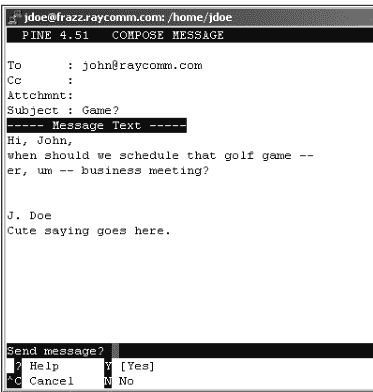 jdoe@frazz.raycomm.com: /home/jdoe
PINE 4.51 COMPOSE MESSAGE
To : john@raycomm.com
Cc :
Attchmnt:
Subject : Game?
----- Message Text -----
Hi, John,
when should we schedule that golf game --
er, um -- business meeting?
J. Doe
Cute saying goes here.
Send message?
? Help Y [Yes]
^C Cancel N No